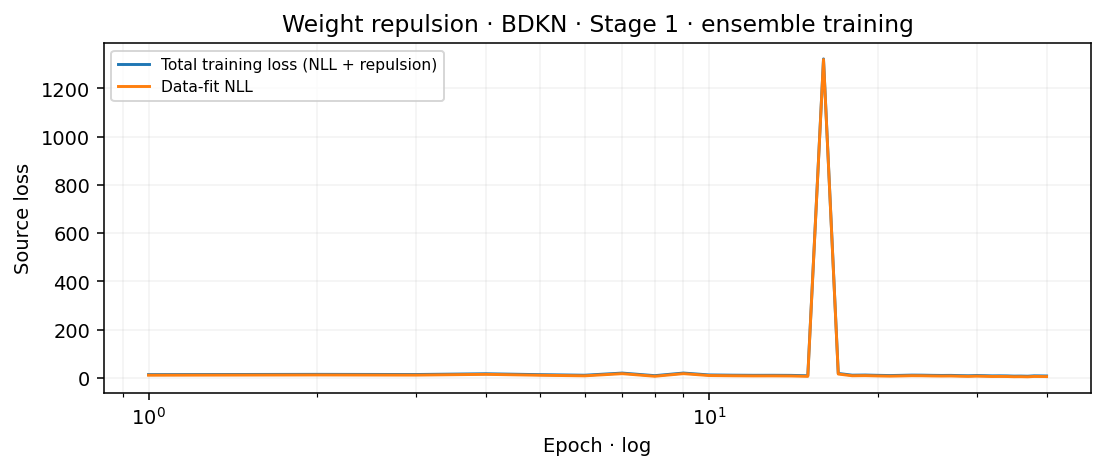 Weight repulsion · BDKN · Stage 1 · ensemble training
Total training loss (NLL + repulsion)
Data-fit NLL
Source loss
1200
1000
800
600
400
200
0
10⁰
10¹
Epoch · log